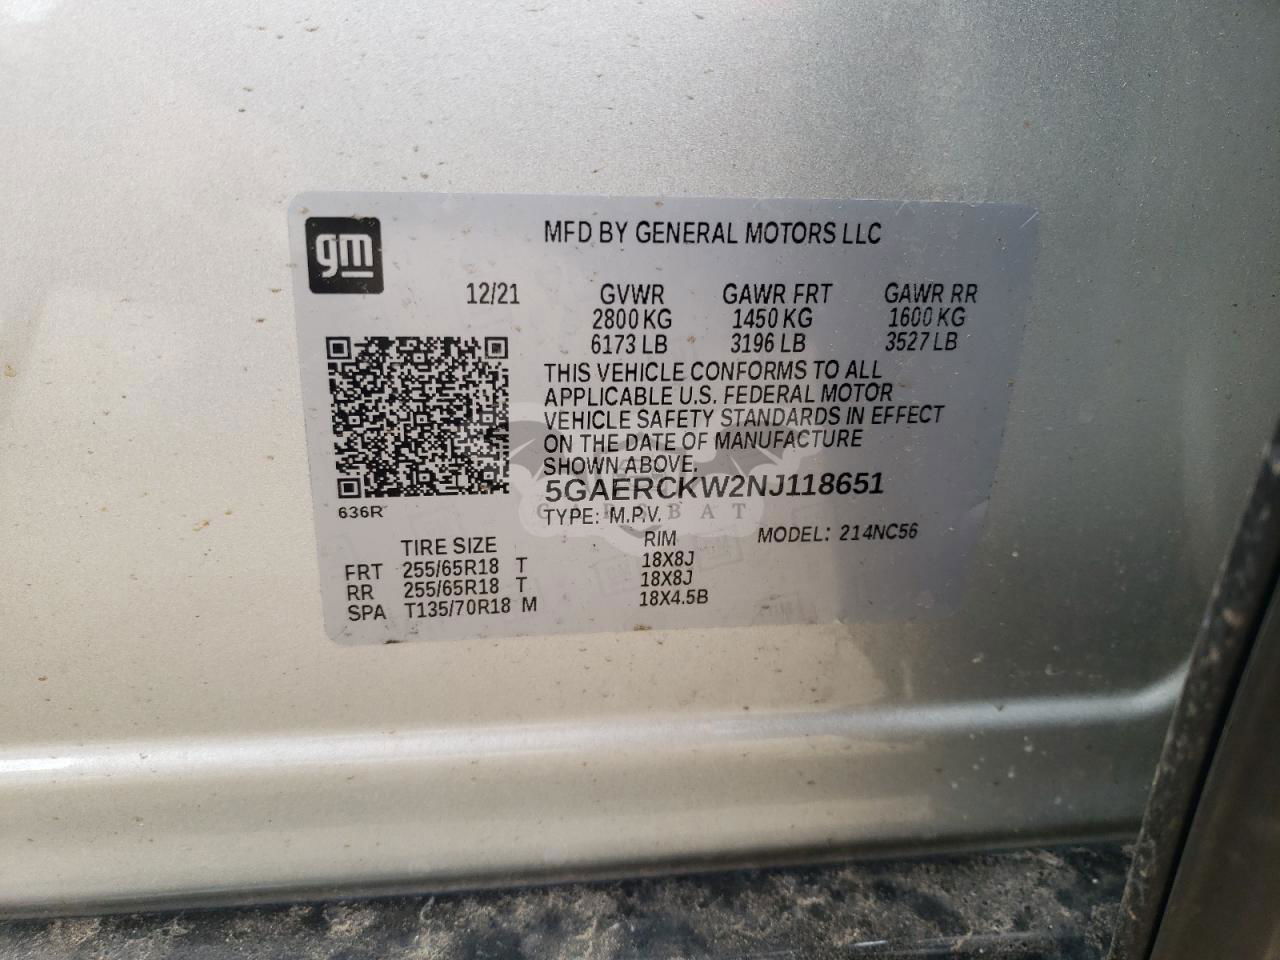 gm
MFD BY GENERAL MOTORS LLC
12/21 GVWR GAWR FRT GAWR RR
2800 KG 1450 KG 1600 KG
6173 LB 3196 LB 3527 LB
THIS VEHICLE CONFORMS TO ALL
APPLICABLE U.S. FEDERAL MOTOR
VEHICLE SAFETY STANDARDS IN EFFECT
ON THE DATE OF MANUFACTURE
SHOWN ABOVE.
5GAERCKW2NJ118651
636R
TYPE: M.P.V. MODEL: 214NC56
TIRE SIZE RIM
FRT 255/65R18 T 18X8J
RR 255/65R18 T 18X8J
SPA T135/70R18 M 18X4.5B